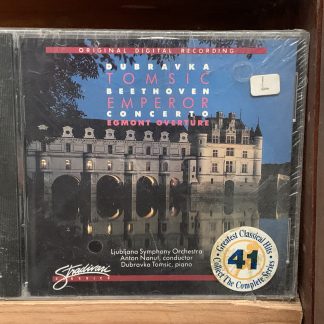 ORIGINAL DIGITAL RECORDING
DUBRAVKA
TOMSIC
BEETHOVEN
EMPEROR
CONCERTO
EGMONT OVERTURE
Ljubljana Symphony Orchestra
Anton Nanut, conductor
Dubravka Tomsic, piano
Stradivari
CLASSICS
Greatest Classical Hits
41
Collect The Complete Series